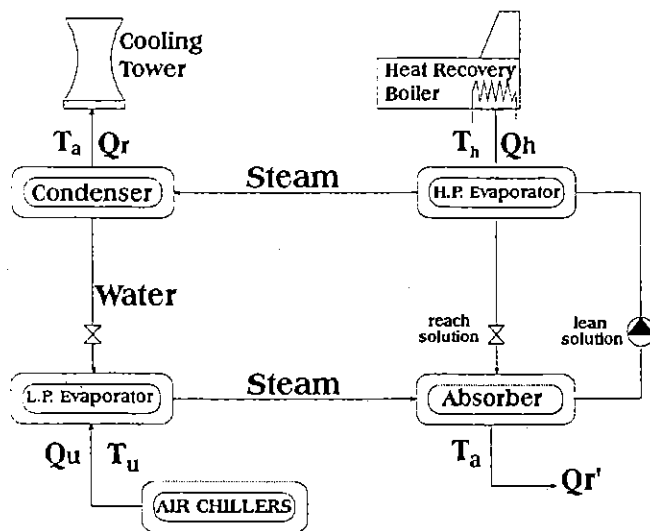 Cooling
Tower
Heat Recovery
Boiler
Ta Qr
Th Qh
Condenser
Steam
H.P. Evaporator
Water
reach
solution
lean
solution
L.P. Evaporator
Steam
Absorber
Qu Tu
Ta
Qr'
AIR CHILLERS